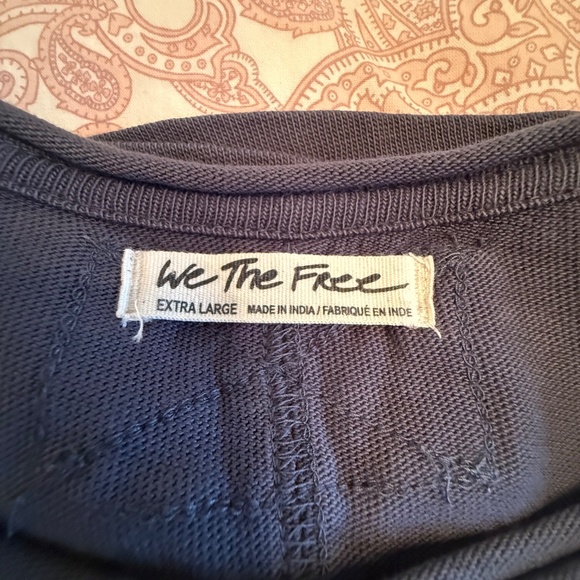 We The Free
EXTRA LARGE MADE IN INDIA / FABRIQUÉ EN INDE